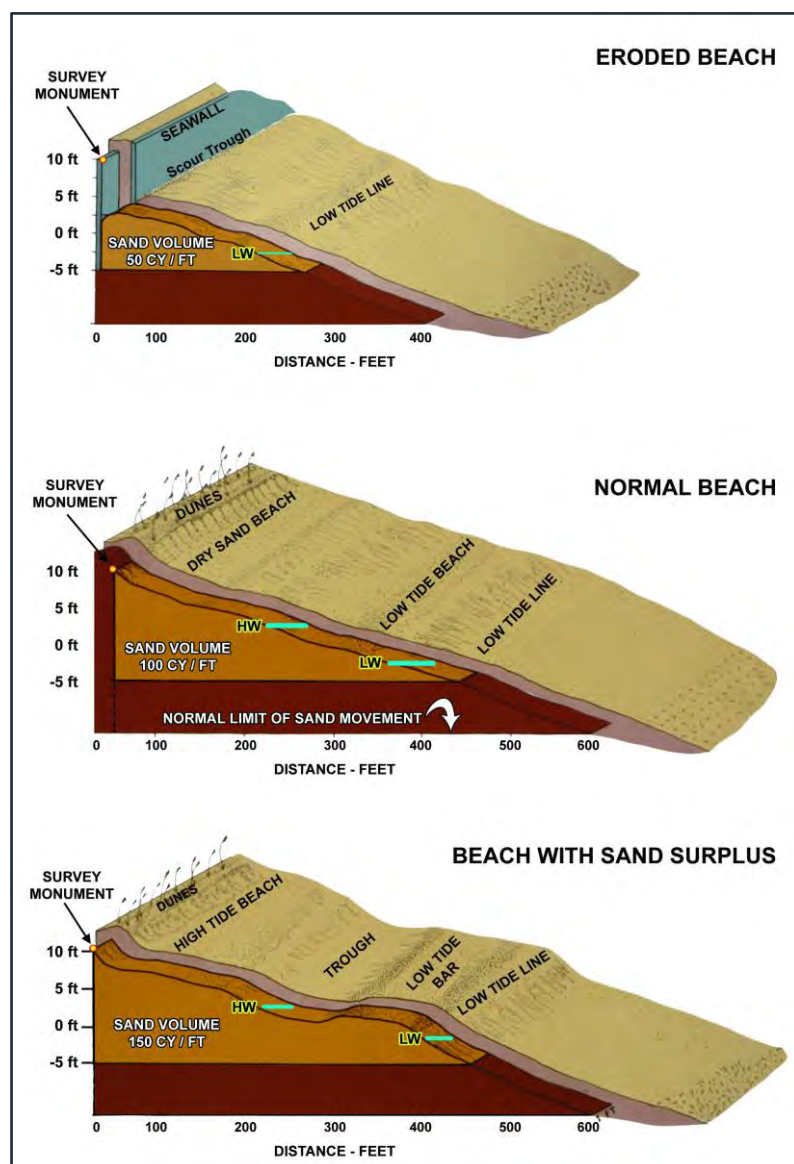 ERODED BEACH
SURVEY
MONUMENT
SEAWALL
Scour Trough
LOW TIDE LINE
10 ft
5 ft
0 ft
-5 ft
SAND VOLUME
50 CY / FT
LW
0 100 200 300 400
DISTANCE - FEET
NORMAL BEACH
SURVEY
MONUMENT
DUNES
DRY SAND BEACH
LOW TIDE BEACH
LOW TIDE LINE
10 ft
5 ft
0 ft
-5 ft
HW
SAND VOLUME
100 CY / FT
LW
NORMAL LIMIT OF SAND MOVEMENT
0 100 200 300 400 500 600
DISTANCE - FEET
BEACH WITH SAND SURPLUS
SURVEY
MONUMENT
DUNES
HIGH TIDE BEACH
TROUGH
LOW TIDE
BAR
LOW TIDE LINE
10 ft
5 ft
0 ft
-5 ft
HW
SAND VOLUME
150 CY / FT
LW
0 100 200 300 400 500 600
DISTANCE - FEET